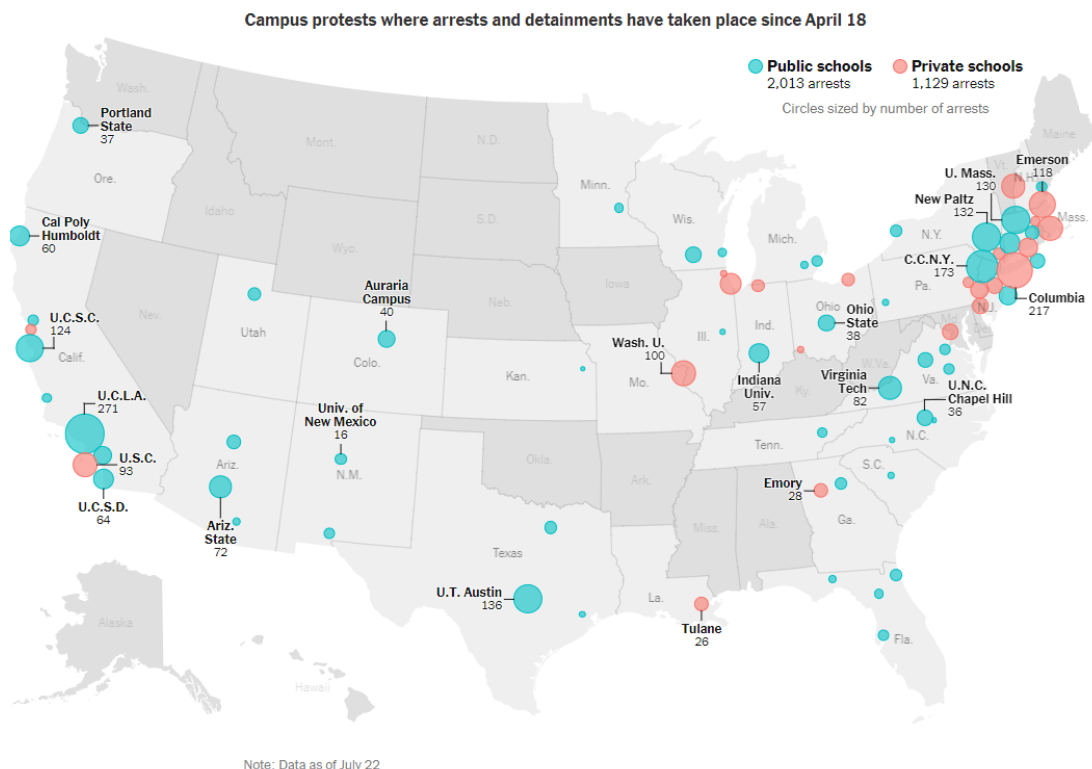 Campus protests where arrests and detainments have taken place since April 18
Public schools
2,013 arrests
Private schools
1,129 arrests
Circles sized by number of arrests
Wash.
Portland
State
37
Ore.
Mont.
N.D.
Minn.
Idaho
S.D.
Wis.
Mich.
Wyo.
Cal Poly
Humboldt
60
Nev.
Neb.
Iowa
Vt.
N.H.
Maine
Emerson
118
U. Mass.
130
New Paltz
132
Mass.
N.Y.
C.C.N.Y.
173
Pa.
N.J.
Columbia
217
U.C.S.C.
124
Calif.
Utah
Auraria
Campus
40
Colo.
Kan.
Wash. U.
100
Mo.
Ill.
Ind.
Indiana
Univ.
57
Ohio
Ohio
State
38
Md.
Del.
W.Va.
Ky.
Virginia
Tech
82
Va.
U.N.C.
Chapel Hill
36
N.C.
U.C.L.A.
271
U.S.C.
93
U.C.S.D.
64
Ariz.
Ariz.
State
72
Univ. of
New Mexico
16
N.M.
Okla.
Ark.
Tenn.
S.C.
Emory
28
Miss.
Ala.
Ga.
Texas
U.T. Austin
136
La.
Tulane
26
Fla.
Alaska
Hawaii
Note: Data as of July 22